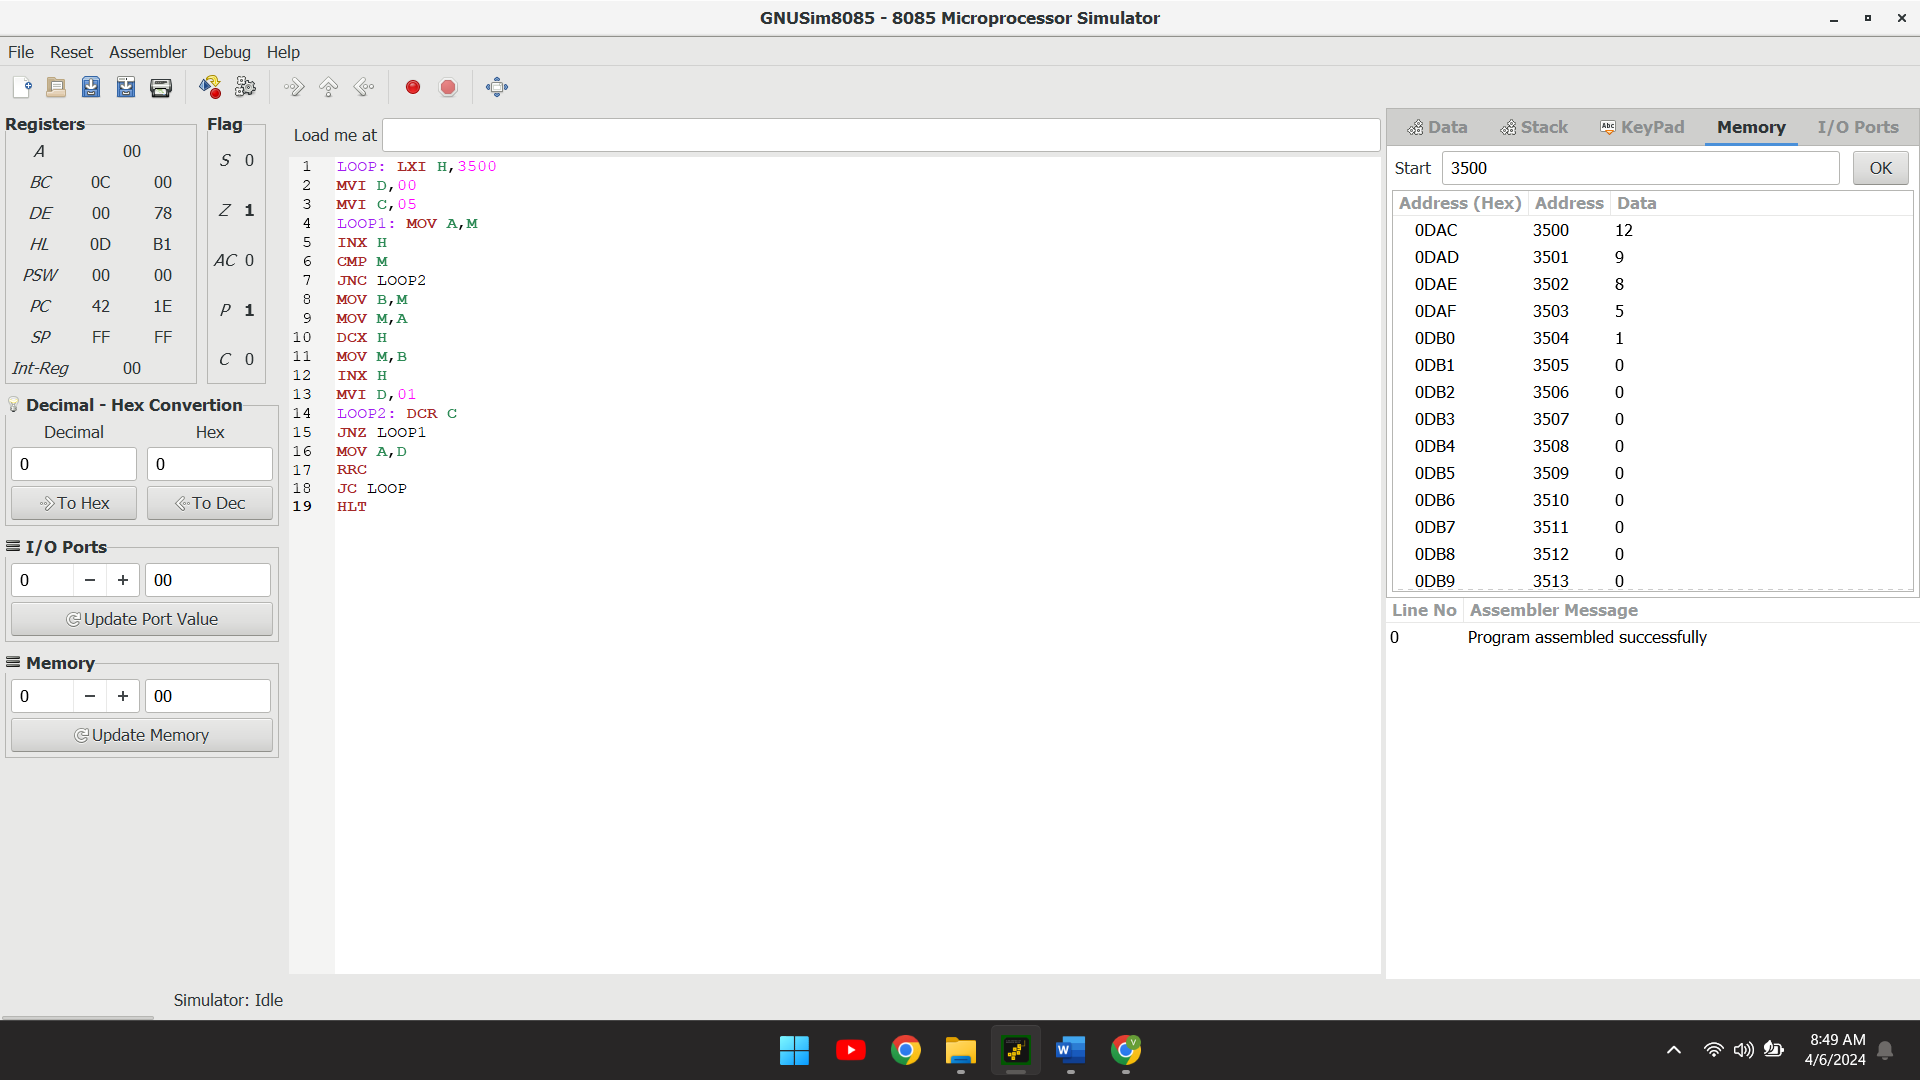 GNUSim8085 - 8085 Microprocessor Simulator
File Reset Assembler Debug Help
Registers
A 00
BC 0C 00
DE 00 78
HL 0D B1
PSW 00 00
PC 42 1E
SP FF FF
Int-Reg 00
Flag
S 0
Z 1
AC 0
P 1
C 0
Decimal - Hex Convertion
Decimal Hex
0 0
To Hex To Dec
I/O Ports
0 − + 00
Update Port Value
Memory
0 − + 00
Update Memory
Load me at
1 LOOP: LXI H,3500
2 MVI D,00
3 MVI C,05
4 LOOP1: MOV A,M
5 INX H
6 CMP M
7 JNC LOOP2
8 MOV B,M
9 MOV M,A
10 DCX H
11 MOV M,B
12 INX H
13 MVI D,01
14 LOOP2: DCR C
15 JNZ LOOP1
16 MOV A,D
17 RRC
18 JC LOOP
19 HLT
Data Stack Abc KeyPad Memory I/O Ports
Start 3500 OK
Address (Hex) Address Data
0DAC 3500 12
0DAD 3501 9
0DAE 3502 8
0DAF 3503 5
0DB0 3504 1
0DB1 3505 0
0DB2 3506 0
0DB3 3507 0
0DB4 3508 0
0DB5 3509 0
0DB6 3510 0
0DB7 3511 0
0DB8 3512 0
0DB9 3513 0
Line No Assembler Message
0 Program assembled successfully
Simulator: Idle
W
V
8:49 AM
4/6/2024